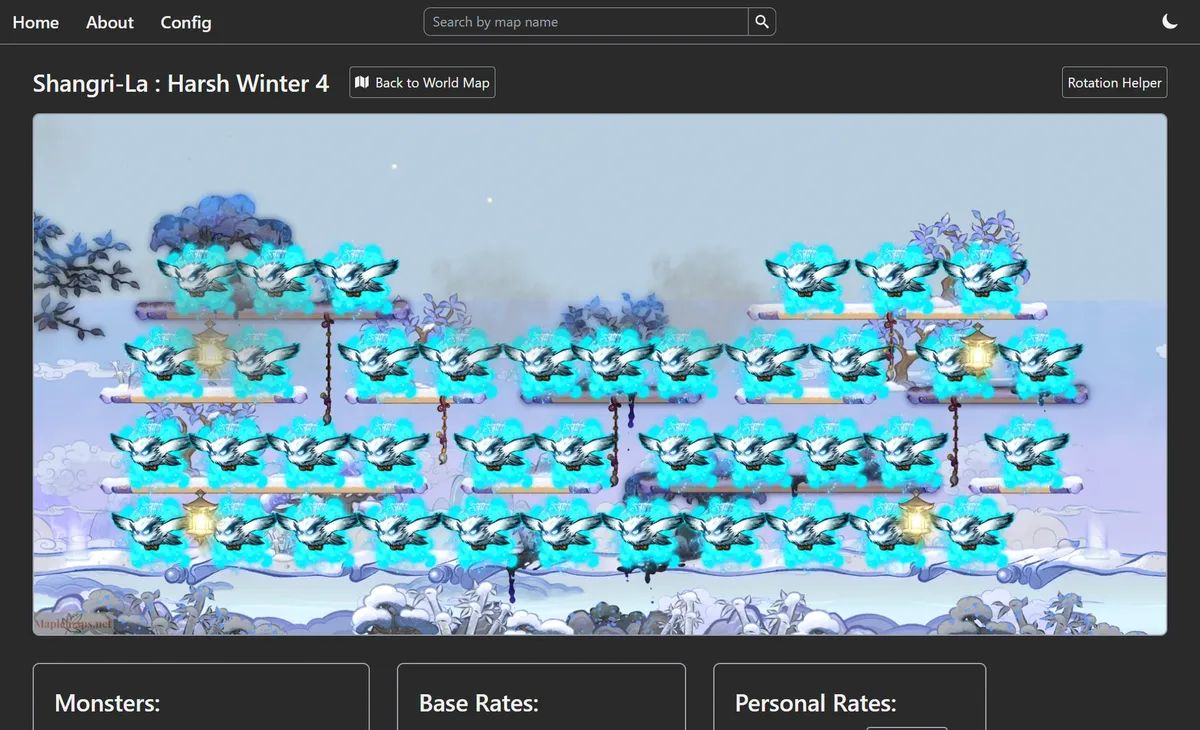 Home About Config
Search by map name
Shangri-La : Harsh Winter 4
Back to World Map
Rotation Helper
Maplemaps.net
Monsters:
Base Rates:
Personal Rates: